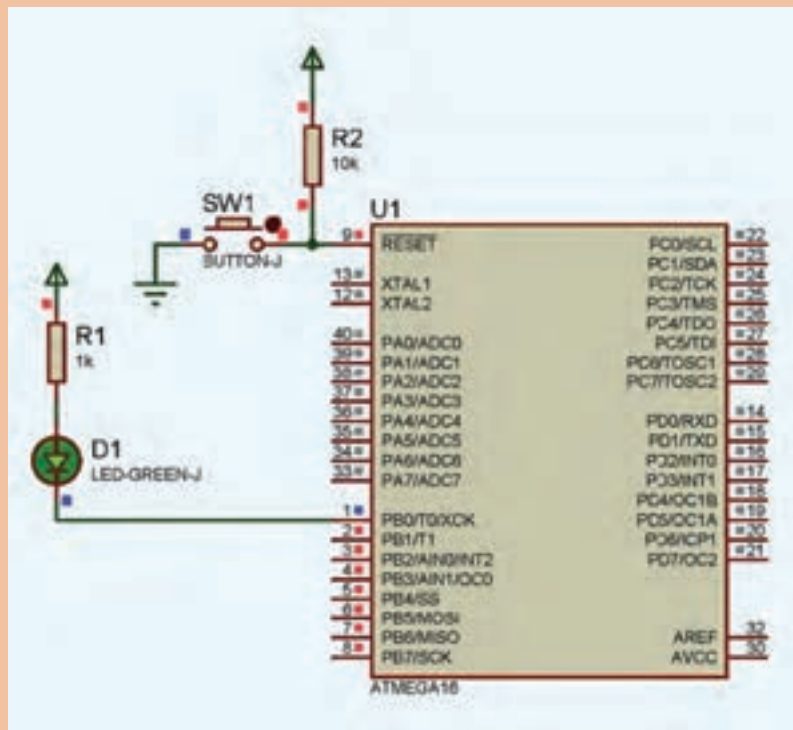 R2
10k
SW1
BUTTON-J
R1
1k
D1
LED-GREEN-J
U1
9 RESET
13 XTAL1
12 XTAL2
40 PA0/ADC0
39 PA1/ADC1
38 PA2/ADC2
37 PA3/ADC3
36 PA4/ADC4
35 PA5/ADC5
34 PA6/ADC6
33 PA7/ADC7
1 PB0/T0/XCK
2 PB1/T1
3 PB2/AIN0/INT2
4 PB3/AIN1/OC0
5 PB4/SS
6 PB5/MOSI
7 PB6/MISO
8 PB7/SCK
PC0/SCL 22
PC1/SDA 23
PC2/TCK 24
PC3/TMS 25
PC4/TDO 26
PC5/TDI 27
PC6/TOSC1 28
PC7/TOSC2 29
PD0/RXD 14
PD1/TXD 15
PD2/INT0 16
PD3/INT1 17
PD4/OC1B 18
PD5/OC1A 19
PD6/ICP1 20
PD7/OC2 21
AREF 32
AVCC 30
ATMEGA16